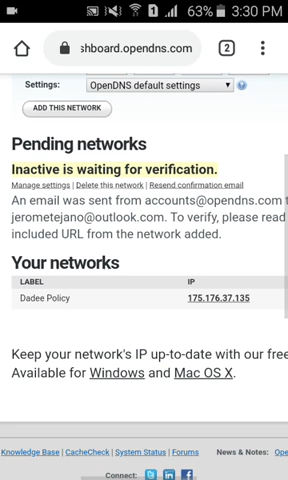 63% 3:30 PM
shboard.opendns.com
2
Settings: OpenDNS default settings
ADD THIS NETWORK
Pending networks
Inactive is waiting for verification.
Manage settings | Delete this network | Resend confirmation email
An email was sent from accounts@opendns.com
jerometejano@outlook.com. To verify, please read
included URL from the network added.
Your networks
LABEL IP
Dadee Policy 175.176.37.135
Keep your network's IP up-to-date with our free
Available for Windows and Mac OS X.
Knowledge Base | CacheCheck | System Status | Forums News & Notes: Ope
Connect: